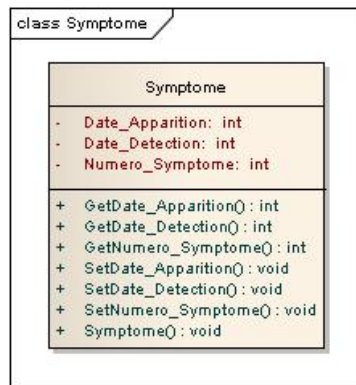 class Symptome
Symptome
- Date_Apparition: int
- Date_Detection: int
- Numero_Symptome: int
+ GetDate_Apparition() : int
+ GetDate_Detection() : int
+ GetNumero_Symptome() : int
+ SetDate_Apparition() : void
+ SetDate_Detection() : void
+ SetNumero_Symptome() : void
+ Symptome() : void